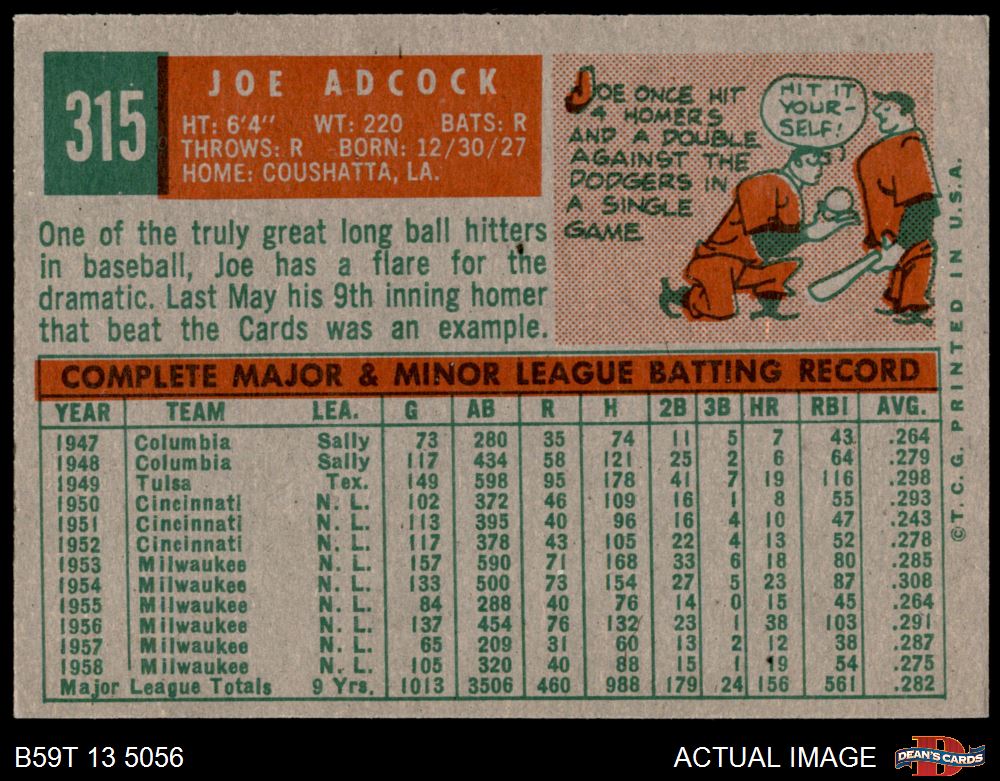 315
JOE ADCOCK
HT: 6'4" WT: 220 BATS: R
THROWS: R BORN: 12/30/27
HOME: COUSHATTA, LA.
JOE ONCE HIT
4 HOMERS
AND A DOUBLE
AGAINST THE
DODGERS IN
A SINGLE
GAME
HIT IT
YOUR-
SELF!
One of the truly great long ball hitters
in baseball, Joe has a flare for the
dramatic. Last May his 9th inning homer
that beat the Cards was an example.
COMPLETE MAJOR & MINOR LEAGUE BATTING RECORD
YEAR TEAM LEA. G AB R H 2B 3B HR RBI AVG.
1947 Columbia Sally 73 280 35 74 11 5 7 43 .264
1948 Columbia Sally 117 434 58 121 25 2 6 64 .279
1949 Tulsa Tex. 149 598 95 178 41 7 19 116 .298
1950 Cincinnati N. L. 102 372 46 109 16 1 8 55 .293
1951 Cincinnati N. L. 113 395 40 96 16 4 10 47 .243
1952 Cincinnati N. L. 117 378 43 105 22 4 13 52 .278
1953 Milwaukee N. L. 157 590 71 168 33 6 18 80 .285
1954 Milwaukee N. L. 133 500 73 154 27 5 23 87 .308
1955 Milwaukee N. L. 84 288 40 76 14 0 15 45 .264
1956 Milwaukee N. L. 137 454 76 132 23 1 38 103 .291
1957 Milwaukee N. L. 65 209 31 60 13 2 12 38 .287
1958 Milwaukee N. L. 105 320 40 88 15 1 19 54 .275
Major League Totals 9 Yrs. 1013 3506 460 988 179 24 156 561 .282
© T. C. G. PRINTED IN U.S.A.
B59T 13 5056
ACTUAL IMAGE
D
DEAN'S CARDS